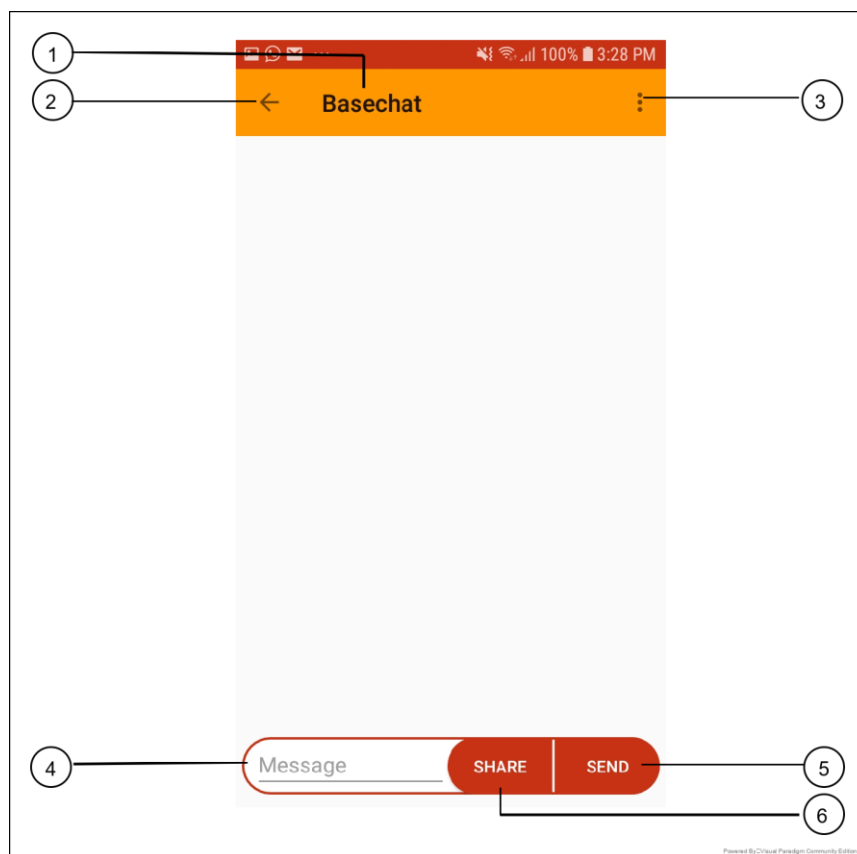 1
100% 3:28 PM
2
Basechat
3
4
Message
SHARE
SEND
5
6
Powered By Visual Paradigm Community Edition